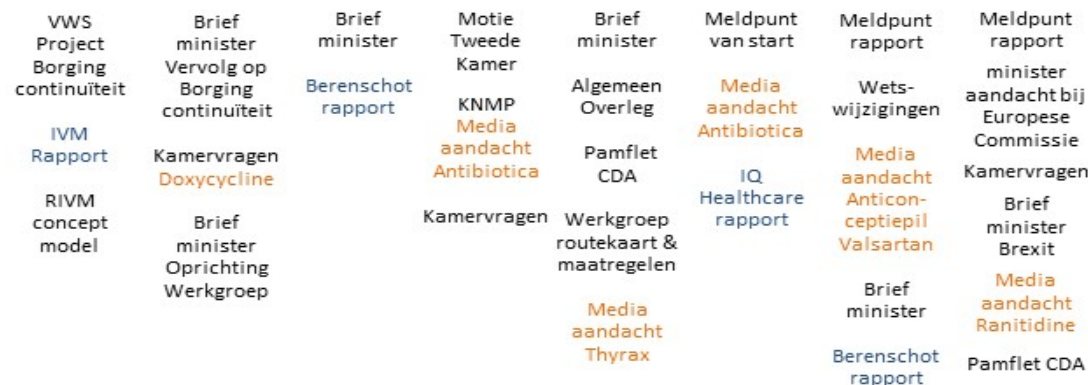 VWS
Project
Borging
continuïteit
IVM
Rapport
RIVM
concept
model
Brief
minister
Vervolg op
Borging
continuïteit
Kamervragen
Doxycycline
Brief
minister
Oprichting
Werkgroep
Brief
minister
Berenschot
rapport
Motie
Tweede
Kamer
KNMP
Media
aandacht
Antibiotica
Kamervragen
Brief
minister
Algemeen
Overleg
Pamflet
CDA
Werkgroep
routekaart &
maatregelen
Media
aandacht
Thyrax
Meldpunt
van start
Media
aandacht
Antibiotica
IQ
Healthcare
rapport
Meldpunt
rapport
Wets-
wijzigingen
Media
aandacht
Anticon-
ceptiepil
Valsartan
Brief
minister
Berenschot
rapport
Meldpunt
rapport
minister
aandacht bij
Europese
Commissie
Kamervragen
Brief
minister
Brexit
Media
aandacht
Ranitidine
Pamflet CDA